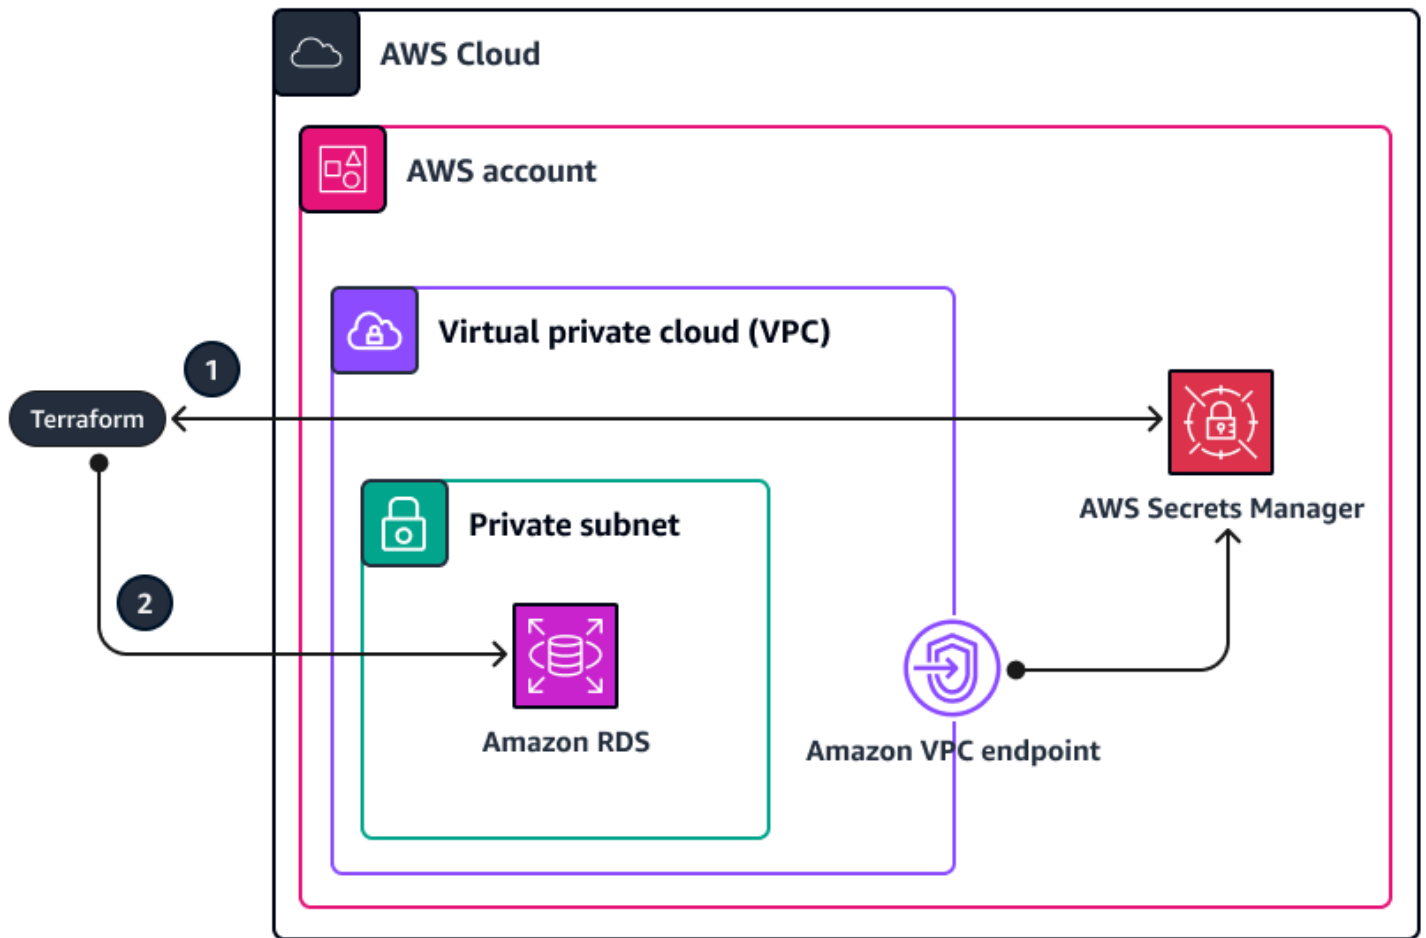 AWS Cloud
AWS account
Virtual private cloud (VPC)
1
Terraform
AWS Secrets Manager
Private subnet
2
Amazon RDS
Amazon VPC endpoint